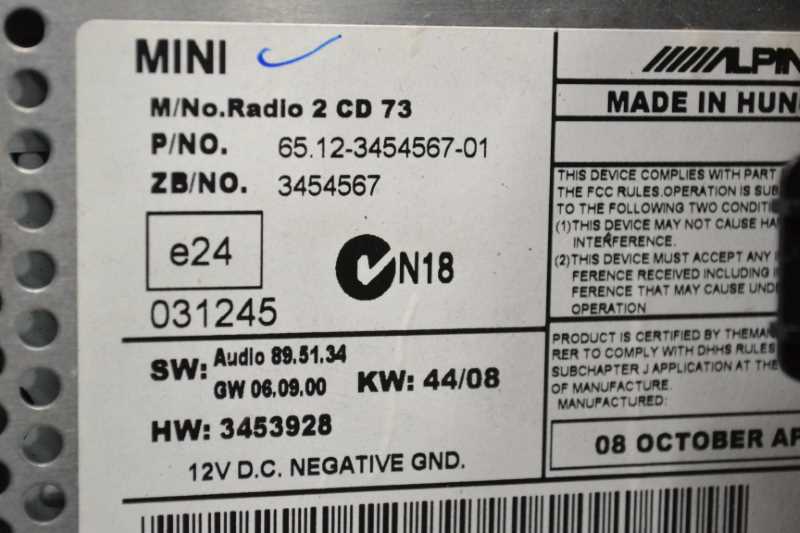 MINI
M/No.Radio 2 CD 73
P/NO. 65.12-3454567-01
ZB/NO. 3454567
e24
N18
031245
SW: Audio 89.51.34
GW 06.09.00
KW: 44/08
HW: 3453928
12V D.C. NEGATIVE GND.
ALPIN
MADE IN HUN
THIS DEVICE COMPLIES WITH PART
THE FCC RULES.OPERATION IS SUB
TO THE FOLLOWING TWO CONDITI
(1)THIS DEVICE MAY NOT CAUSE HA
INTERFERENCE.
(2)THIS DEVICE MUST ACCEPT ANY I
FERENCE RECEIVED INCLUDING I
FERENCE THAT MAY CAUSE UND
OPERATION
PRODUCT IS CERTIFIED BY THEMA
RER TO COMPLY WITH DHHS RULES
SUBCHAPTER J APPLICATION AT THE
OF MANUFACTURE.
MANUFACTURED:
08 OCTOBER AF